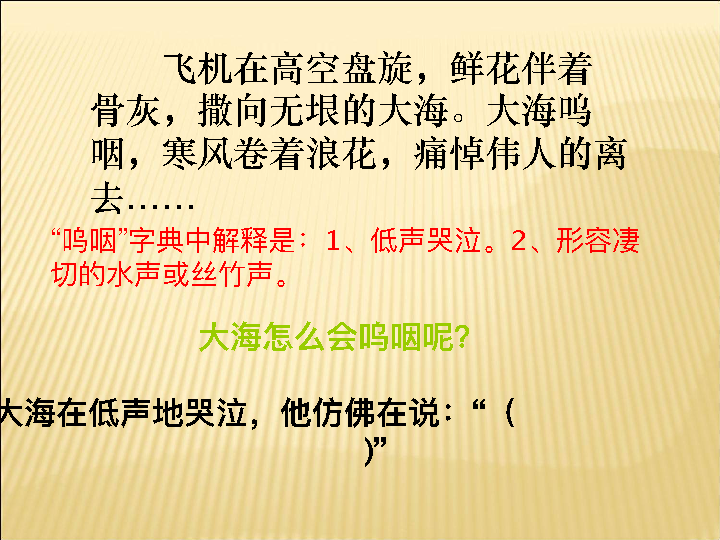 飞机在高空盘旋，鲜花伴着
骨灰，撒向无垠的大海。大海呜
咽，寒风卷着浪花，痛悼伟人的离
去……
“呜咽”字典中解释是：1、低声哭泣。2、形容凄
切的水声或丝竹声。
大海怎么会呜咽呢?
大海在低声地哭泣，他仿佛在说：“（
)”